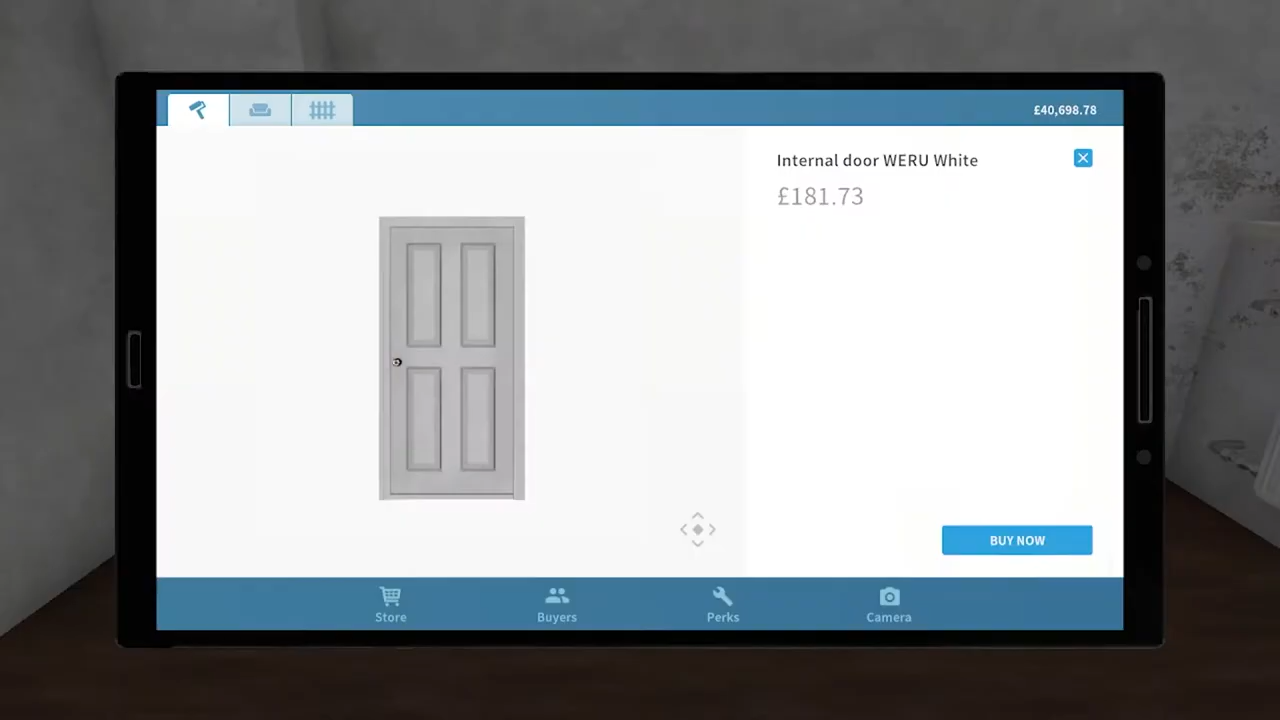 £40,698.78
Internal door WERU White
£181.73
BUY NOW
Store
Buyers
Perks
Camera